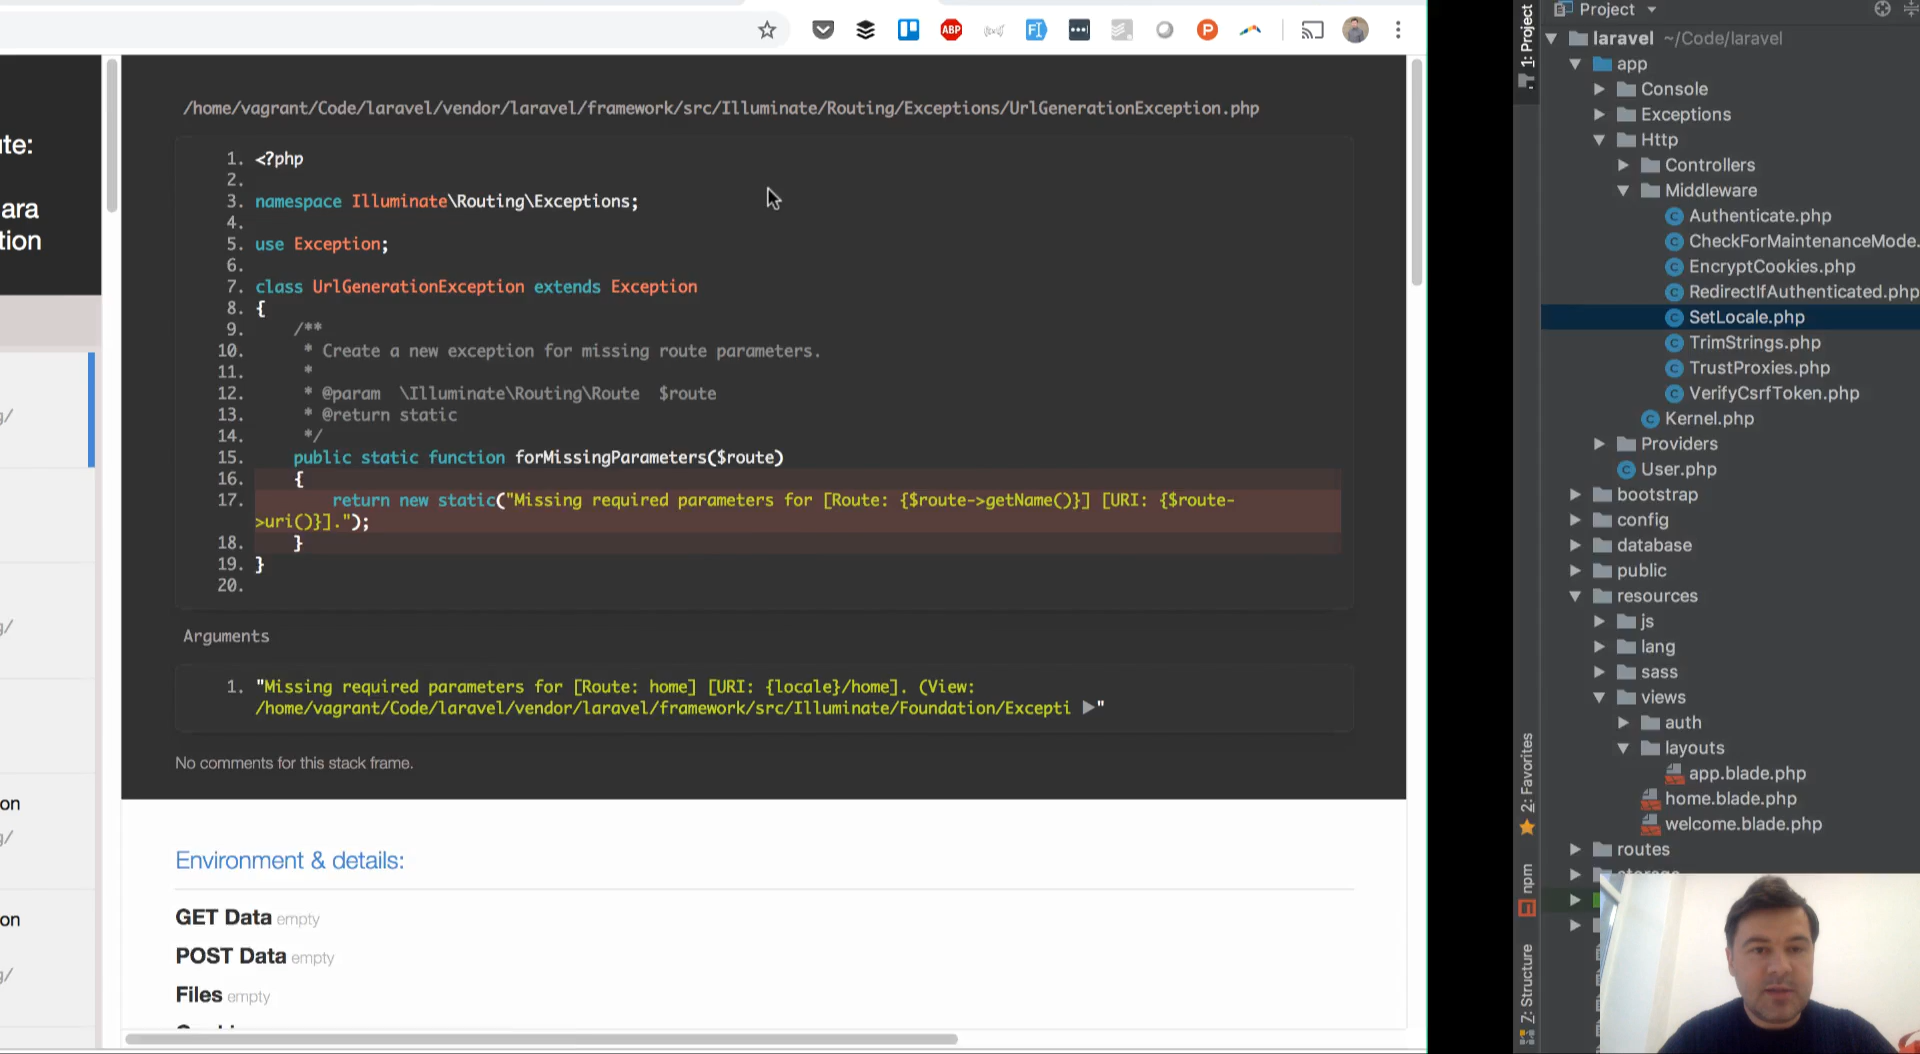 te:
ara
tion
g/
g/
on
g/
on
g/
ABP
P
/home/vagrant/Code/laravel/vendor/laravel/framework/src/Illuminate/Routing/Exceptions/UrlGenerationException.php
1. <?php
2.
3. namespace Illuminate\Routing\Exceptions;
4.
5. use Exception;
6.
7. class UrlGenerationException extends Exception
8. {
9. /**
10. * Create a new exception for missing route parameters.
11. *
12. * @param  \Illuminate\Routing\Route  $route
13. * @return static
14. */
15. public static function forMissingParameters($route)
16. {
17. return new static("Missing required parameters for [Route: {$route->getName()}] [URI: {$route-
>uri()}].");
18. }
19. }
20.
Arguments
1. "Missing required parameters for [Route: home] [URI: {locale}/home]. (View:
/home/vagrant/Code/laravel/vendor/laravel/framework/src/Illuminate/Foundation/Excepti ▶"
No comments for this stack frame.
Environment & details:
GET Data empty
POST Data empty
Files empty
1: Project
2: Favorites
npm
7: Structure
Project
laravel ~/Code/laravel
app
Console
Exceptions
Http
Controllers
Middleware
Authenticate.php
CheckForMaintenanceMode.
EncryptCookies.php
RedirectIfAuthenticated.php
SetLocale.php
TrimStrings.php
TrustProxies.php
VerifyCsrfToken.php
Kernel.php
Providers
User.php
bootstrap
config
database
public
resources
js
lang
sass
views
auth
layouts
app.blade.php
home.blade.php
welcome.blade.php
routes